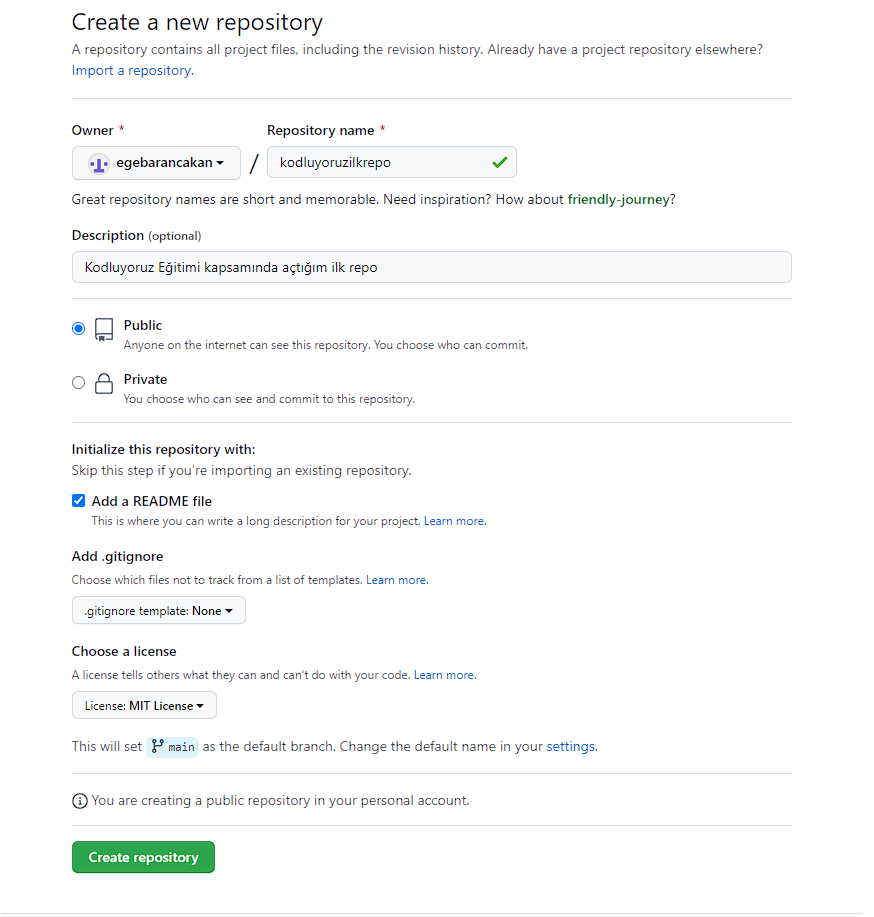 Create a new repository
A repository contains all project files, including the revision history. Already have a project repository elsewhere?
Import a repository.
Owner *
Repository name *
egebarancakan
/
kodluyoruzilkrepo
Great repository names are short and memorable. Need inspiration? How about friendly-journey?
Description (optional)
Kodluyoruz Eğitimi kapsamında açtığım ilk repo
Public
Anyone on the internet can see this repository. You choose who can commit.
Private
You choose who can see and commit to this repository.
Initialize this repository with:
Skip this step if you're importing an existing repository.
Add a README file
This is where you can write a long description for your project. Learn more.
Add .gitignore
Choose which files not to track from a list of templates. Learn more.
.gitignore template: None
Choose a license
A license tells others what they can and can't do with your code. Learn more.
License: MIT License
This will set main as the default branch. Change the default name in your settings.
You are creating a public repository in your personal account.
Create repository